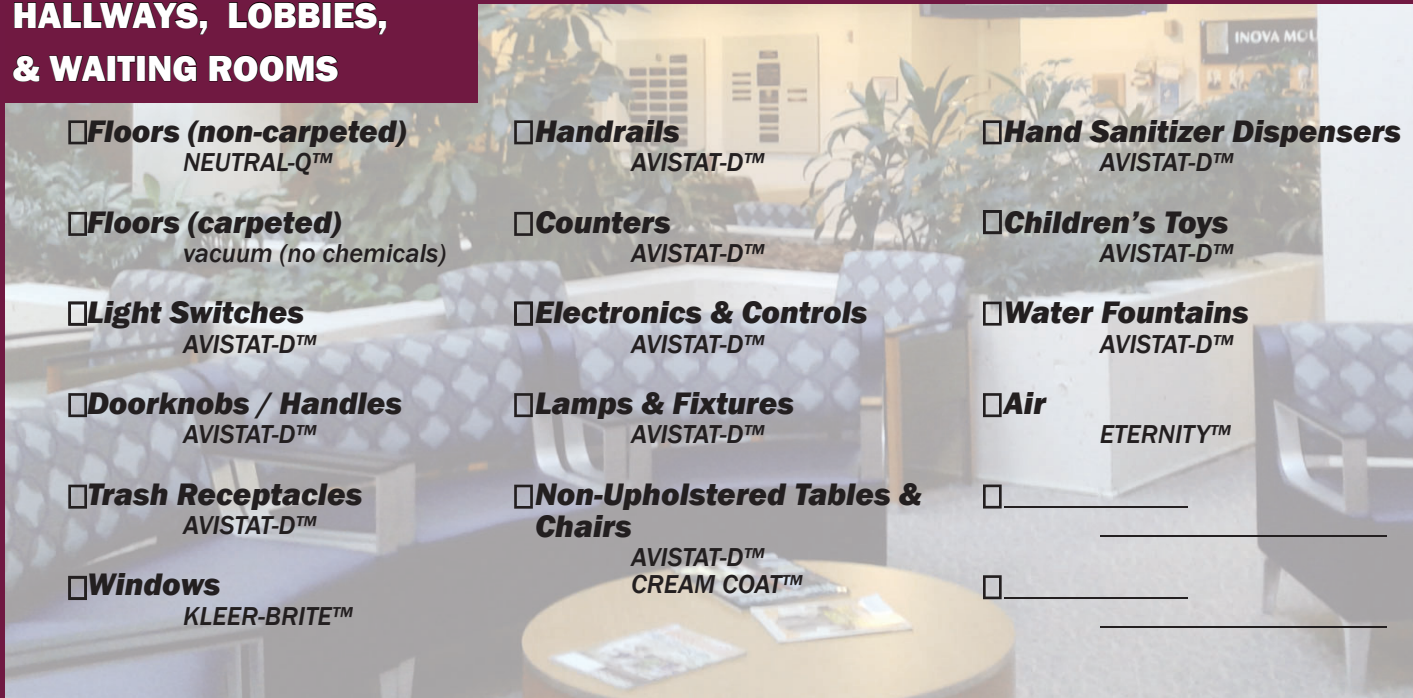 HALLWAYS, LOBBIES,
& WAITING ROOMS
INOVA
☐Floors (non-carpeted)
NEUTRAL-Q™
☐Floors (carpeted)
vacuum (no chemicals)
☐Light Switches
AVISTAT-D™
☐Doorknobs / Handles
AVISTAT-D™
☐Trash Receptacles
AVISTAT-D™
☐Windows
KLEER-BRITE™
☐Handrails
AVISTAT-D™
☐Counters
AVISTAT-D™
☐Electronics & Controls
AVISTAT-D™
☐Lamps & Fixtures
AVISTAT-D™
☐Non-Upholstered Tables &
Chairs
AVISTAT-D™
CREAM COAT™
☐Hand Sanitizer Dispensers
AVISTAT-D™
☐Children’s Toys
AVISTAT-D™
☐Water Fountains
AVISTAT-D™
☐Air
ETERNITY™